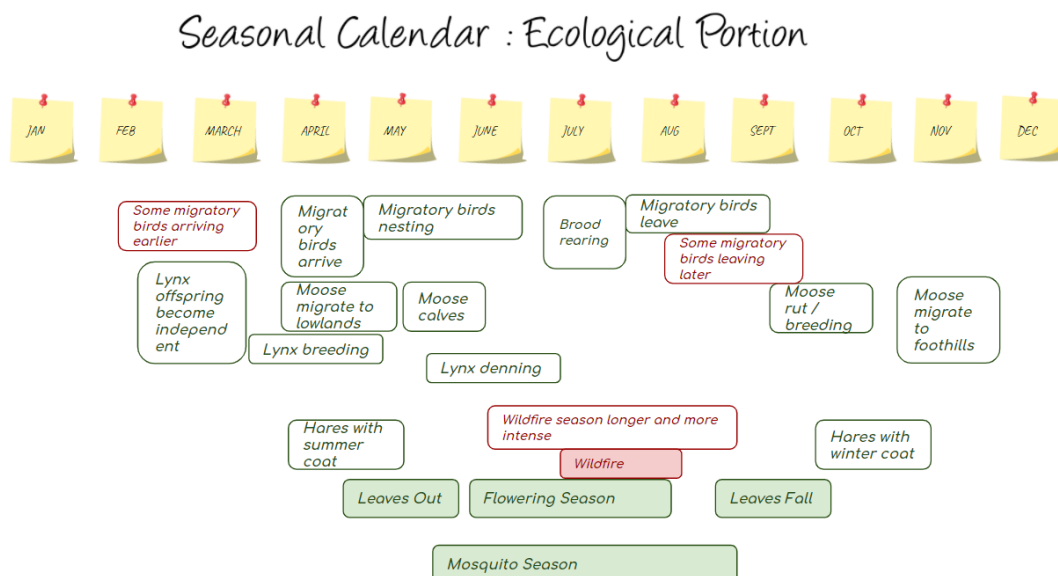 Seasonal Calendar : Ecological Portion
JAN
FEB
MARCH
APRIL
MAY
JUNE
JULY
AUG
SEPT
OCT
NOV
DEC
Some migratory
birds arriving
earlier
Migrat
ory
birds
arrive
Migratory birds
nesting
Brood
rearing
Migratory birds
leave
Some migratory
birds leaving
later
Lynx
offspring
become
independ
ent
Moose
migrate to
lowlands
Moose
calves
Moose
rut /
breeding
Moose
migrate
to
foothills
Lynx breeding
Lynx denning
Wildfire season longer and more
intense
Wildfire
Hares with
summer
coat
Hares with
winter coat
Leaves Out
Flowering Season
Leaves Fall
Mosquito Season